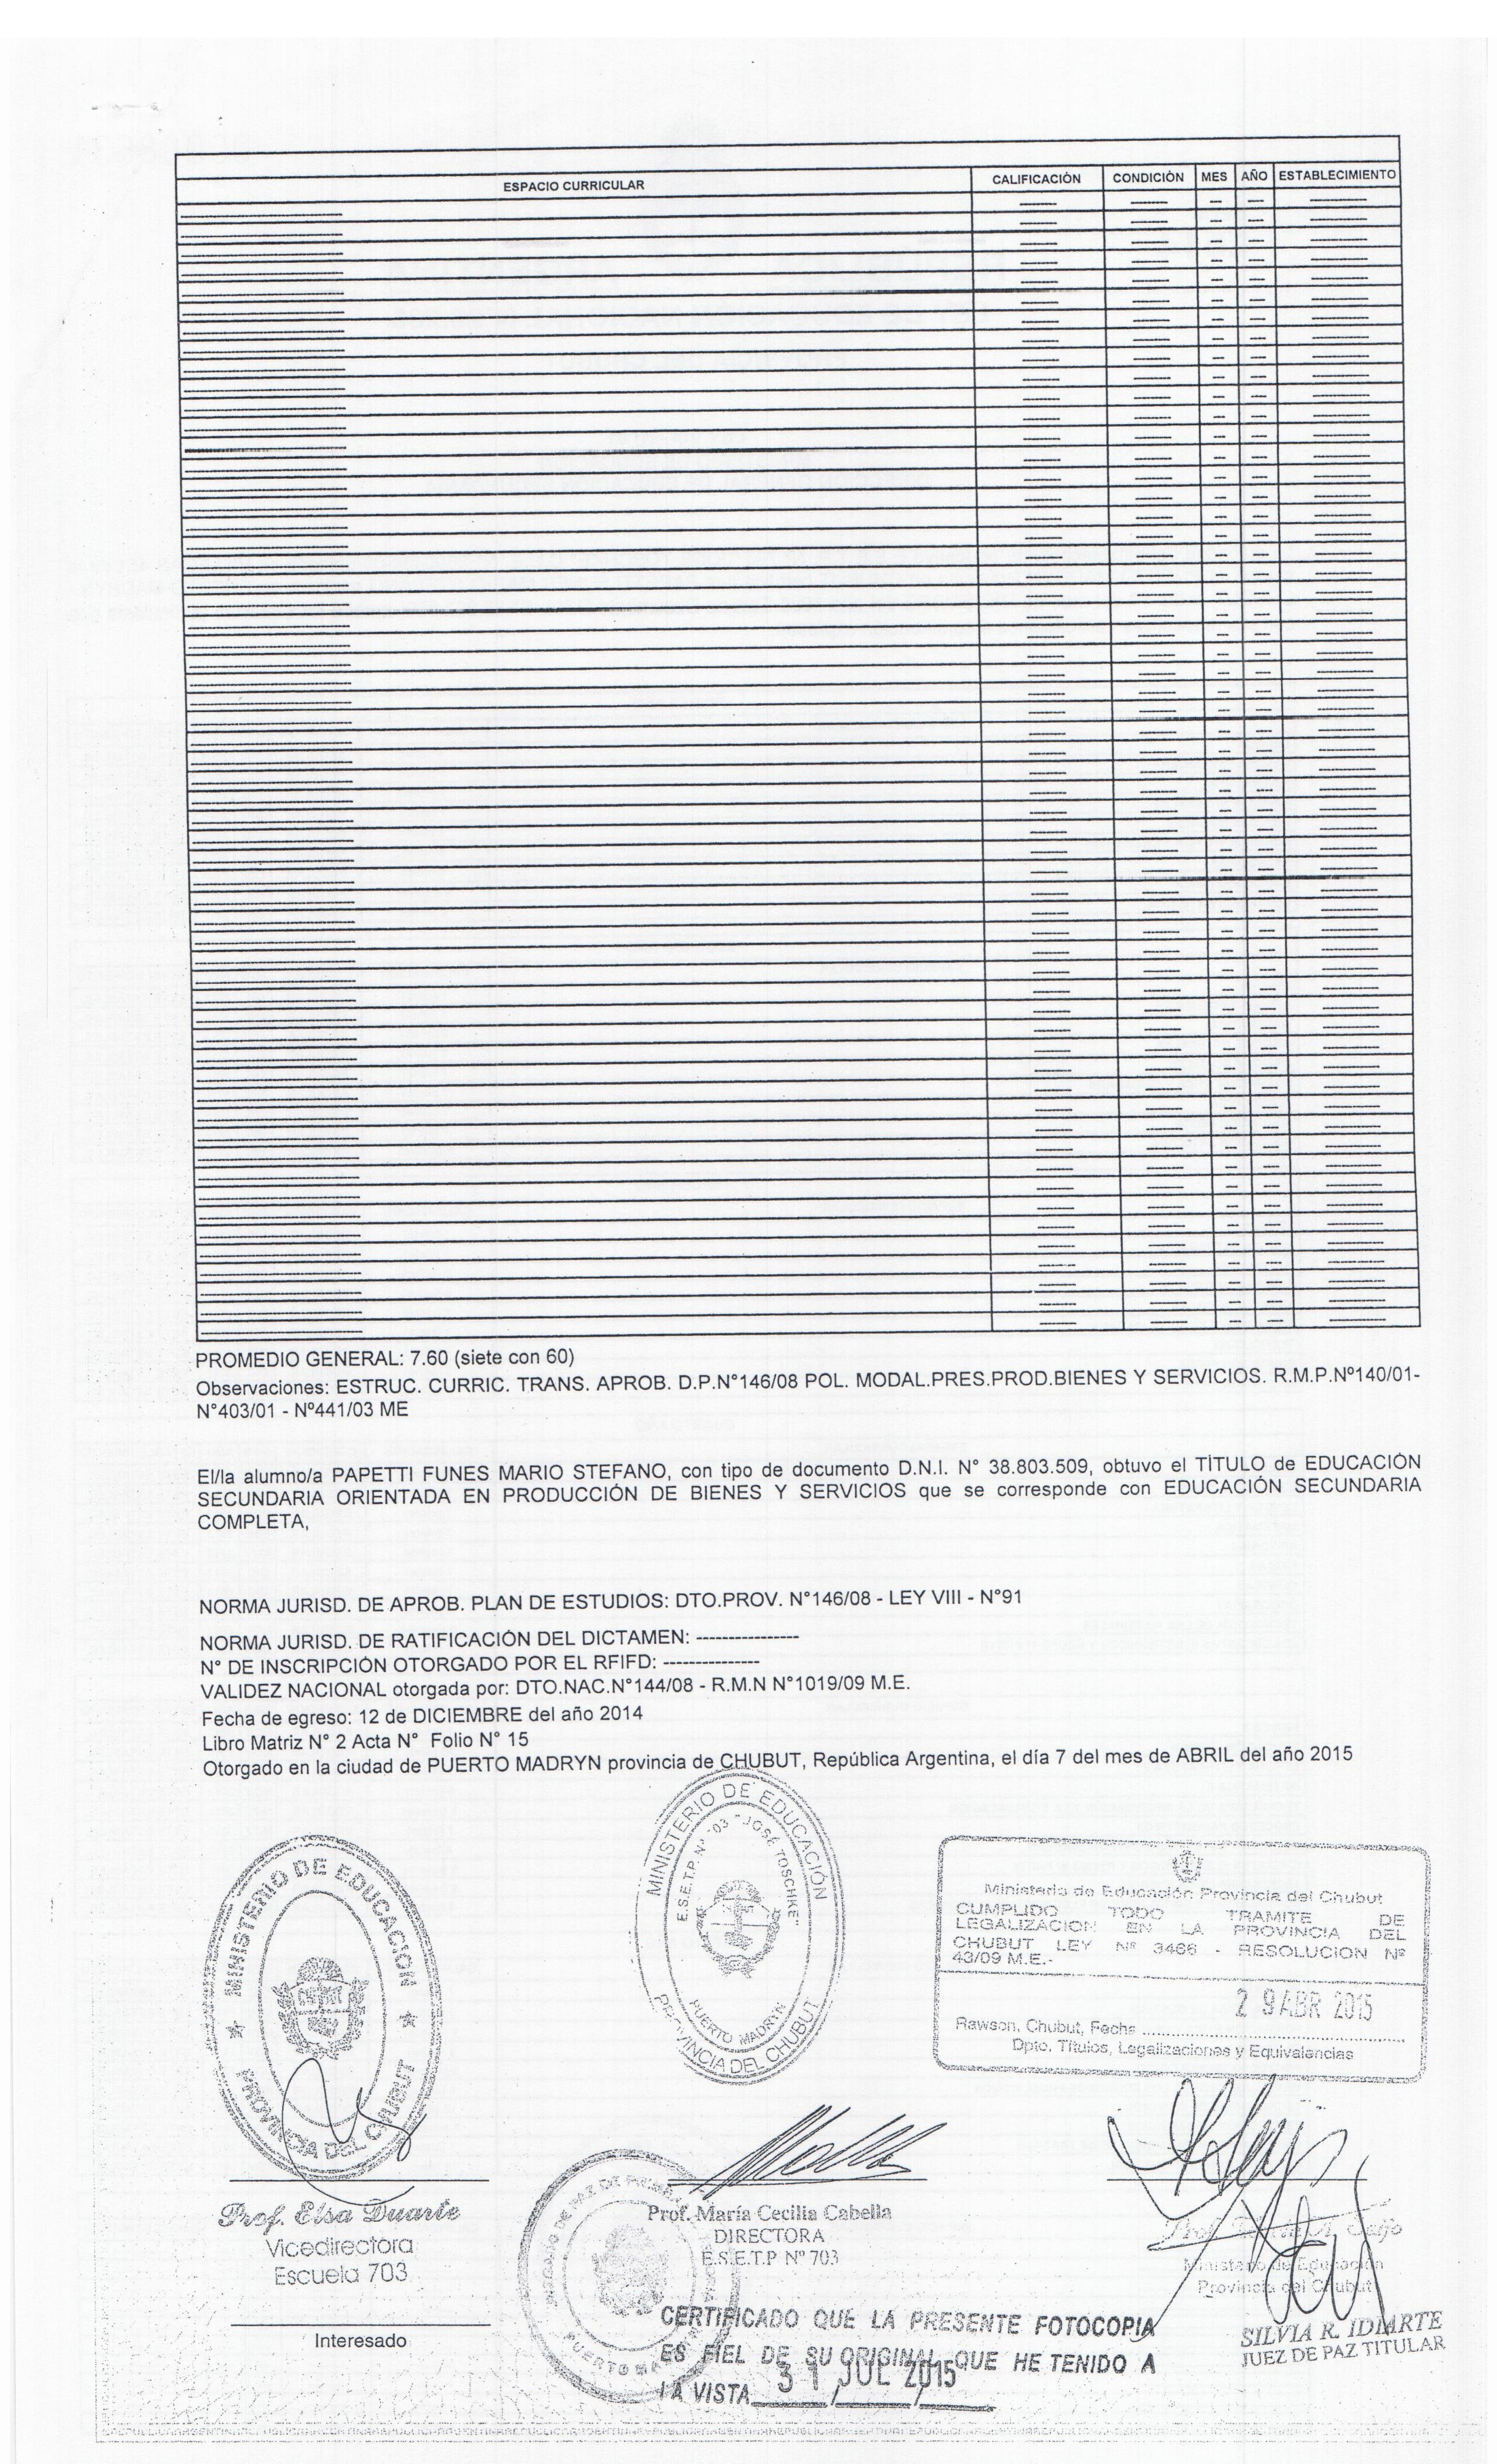 ESPACIO CURRICULAR CALIFICACIÓN CONDICIÓN MES AÑO ESTABLECIMIENTO
PROMEDIO GENERAL: 7.60 (siete con 60)
Observaciones: ESTRUC. CURRIC. TRANS. APROB. D.P.N°146/08 POL. MODAL.PRES.PROD.BIENES Y SERVICIOS. R.M.P.Nº140/01-
N°403/01 - Nº441/03 ME
El/la alumno/a PAPETTI FUNES MARIO STEFANO, con tipo de documento D.N.I. N° 38.803.509, obtuvo el TÍTULO de EDUCACIÓN
SECUNDARIA ORIENTADA EN PRODUCCIÓN DE BIENES Y SERVICIOS que se corresponde con EDUCACIÓN SECUNDARIA
COMPLETA,
NORMA JURISD. DE APROB. PLAN DE ESTUDIOS: DTO.PROV. N°146/08 - LEY VIII - N°91
NORMA JURISD. DE RATIFICACIÓN DEL DICTAMEN: ---------------
N° DE INSCRIPCIÓN OTORGADO POR EL RFIFD: --------------
VALIDEZ NACIONAL otorgada por: DTO.NAC.N°144/08 - R.M.N N°1019/09 M.E.
Fecha de egreso: 12 de DICIEMBRE del año 2014
Libro Matriz N° 2 Acta N° Folio N° 15
Otorgado en la ciudad de PUERTO MADRYN provincia de CHUBUT, República Argentina, el día 7 del mes de ABRIL del año 2015
MINISTERIO DE EDUCACION
PROVINCIA DEL CHUBUT
MINISTERIO DE EDUCACIÓN
E.S.E.T.P. Nº 03 "JOSÉ TOSCHKE"
PUERTO MADRYN
PROVINCIA DEL CHUBUT
Ministerio de Educación Provincia del Chubut
CUMPLIDO TODO TRAMITE DE
LEGALIZACION EN LA PROVINCIA DEL
CHUBUT LEY Nº 3466 - RESOLUCION Nº
43/09 M.E.-
29 ABR 2015
Rawson, Chubut, Fecha
Dpto. Títulos, Legalizaciones y Equivalencias
Prof. Elsa Duarte
Vicedirectora
Escuela 703
Interesado
Prof. María Cecilia Cabella
DIRECTORA
E.S.E.T.P Nº 703
Ministerio de Educación
Provincia del Chubut
CERTIFICADO QUE LA PRESENTE FOTOCOPIA
ES FIEL DE SU ORIGINAL QUE HE TENIDO A
LA VISTA 31 JUL 2015
SILVIA R. IDIARTE
JUEZ DE PAZ TITULAR